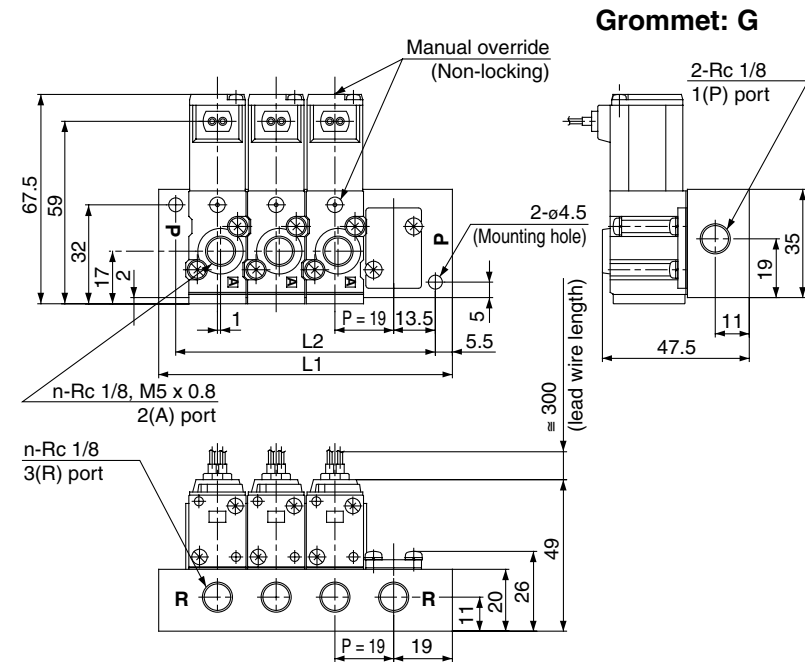 Grommet: G
Manual override
(Non-locking)
2-Rc 1/8
1(P) port
67.5
59
32
17
2
P
P
A
A
A
2-ø4.5
(Mounting hole)
1
P = 19
13.5
5
L2
5.5
L1
35
19
11
47.5
n-Rc 1/8, M5 x 0.8
2(A) port
n-Rc 1/8
3(R) port
≅ 300
(lead wire length)
R
R
11
20
26
49
P = 19
19